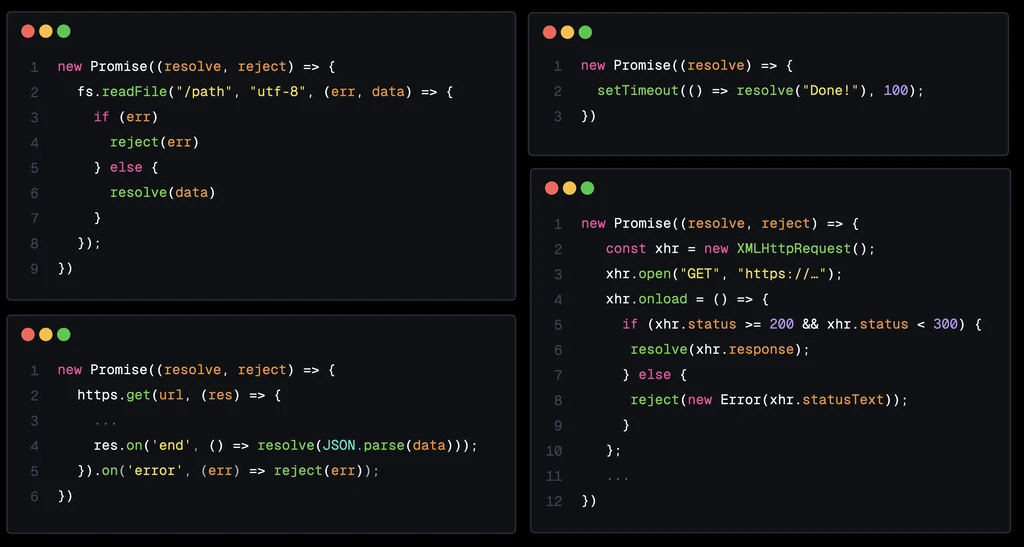 1 new Promise((resolve, reject) => {
2 fs.readFile("/path", "utf-8", (err, data) => {
3 if (err)
4 reject(err)
5 } else {
6 resolve(data)
7 }
8 });
9 })
1 new Promise((resolve, reject) => {
2 https.get(url, (res) => {
3 ...
4 res.on('end', () => resolve(JSON.parse(data)));
5 }).on('error', (err) => reject(err));
6 })
1 new Promise((resolve) => {
2 setTimeout(() => resolve("Done!"), 100);
3 })
1 new Promise((resolve, reject) => {
2 const xhr = new XMLHttpRequest();
3 xhr.open("GET", "https://…");
4 xhr.onload = () => {
5 if (xhr.status >= 200 && xhr.status < 300) {
6 resolve(xhr.response);
7 } else {
8 reject(new Error(xhr.statusText));
9 }
10 };
11 ...
12 })